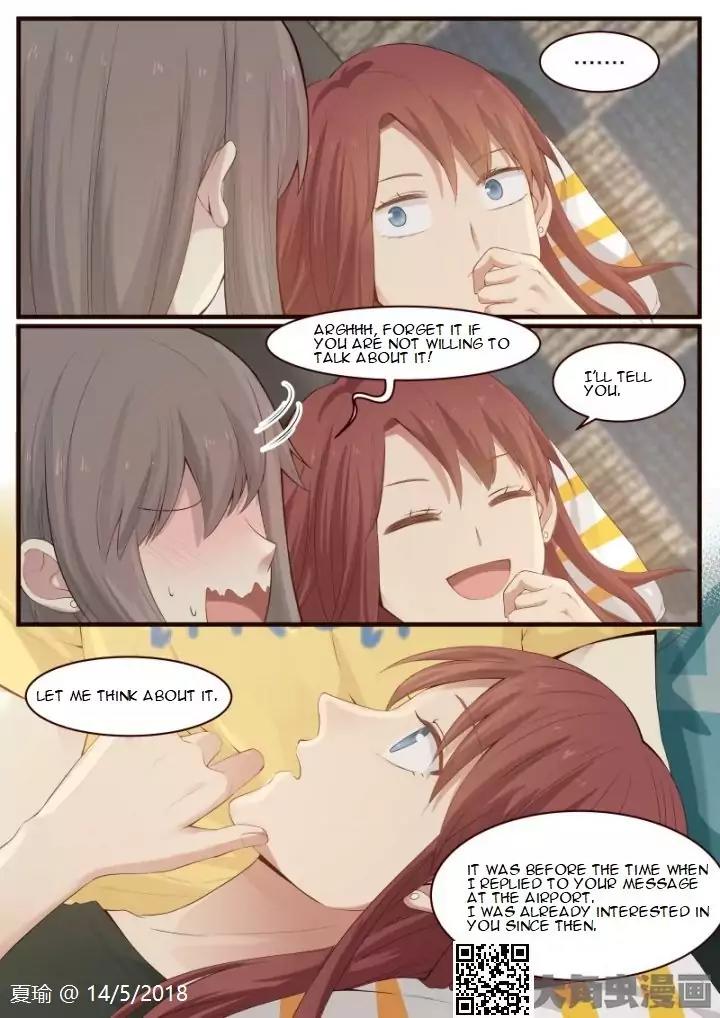 .......
ARGHHH, FORGET IT IF
YOU ARE NOT WILLING TO
TALK ABOUT IT!
I'LL TELL
YOU.
LET ME THINK ABOUT IT.
IT WAS BEFORE THE TIME WHEN
I REPLIED TO YOUR MESSAGE
AT THE AIRPORT.
I WAS ALREADY INTERESTED IN
YOU SINCE THEN.
夏瑜 @ 14/5/2018
大角虫漫画